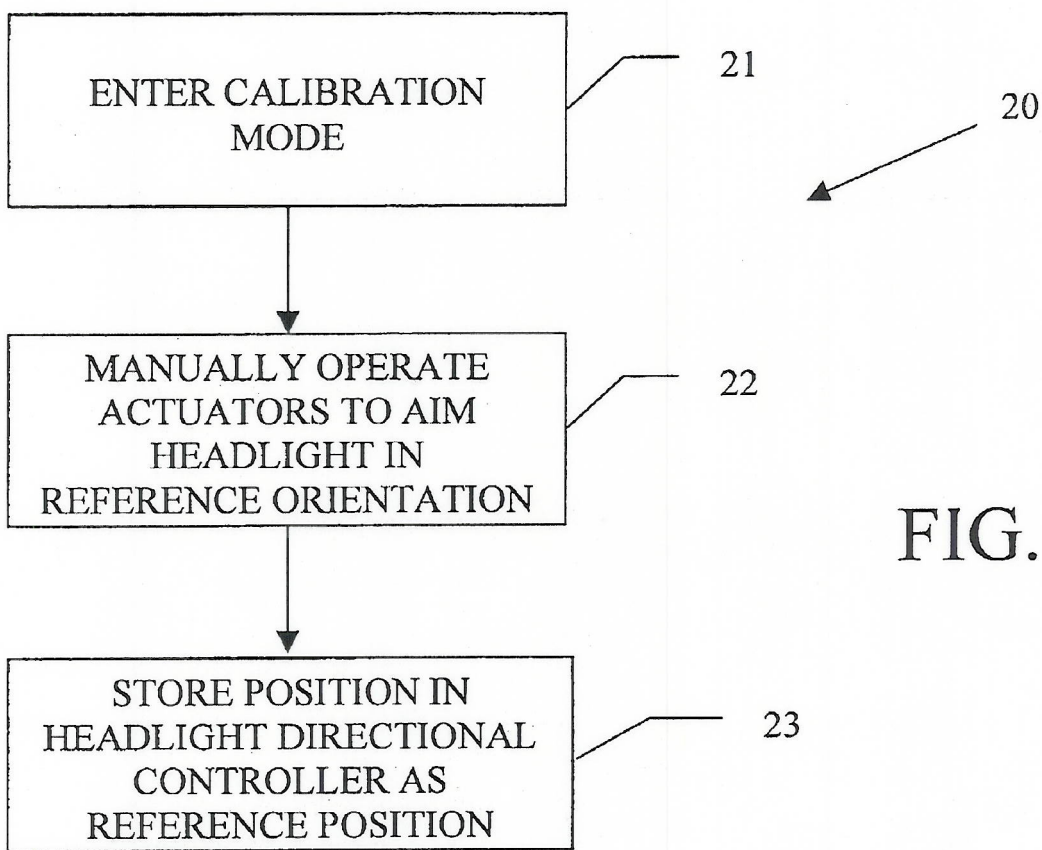 ENTER CALIBRATION
MODE
21
20
MANUALLY OPERATE
ACTUATORS TO AIM
HEADLIGHT IN
REFERENCE ORIENTATION
22
FIG.
STORE POSITION IN
HEADLIGHT DIRECTIONAL
CONTROLLER AS
REFERENCE POSITION
23